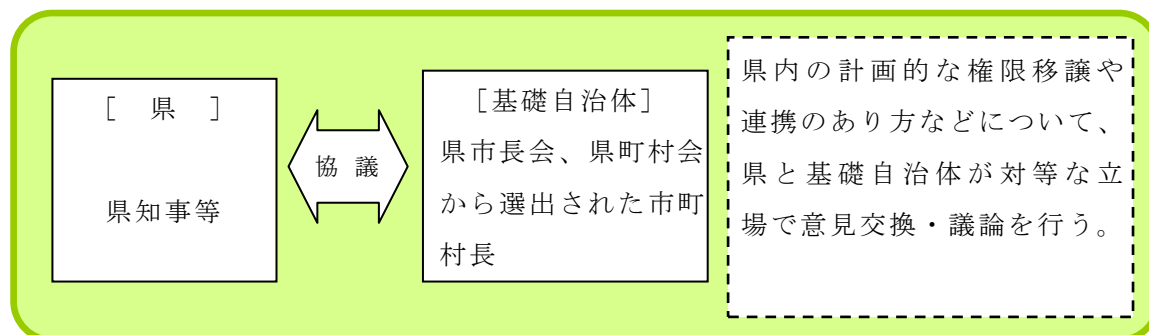 ［　県　］
県知事等
協 議
［基礎自治体］
県市長会、県町村会
から選出された市町
村長
県内の計画的な権限移譲や
連携のあり方などについて、
県と基礎自治体が対等な立
場で意見交換・議論を行う。